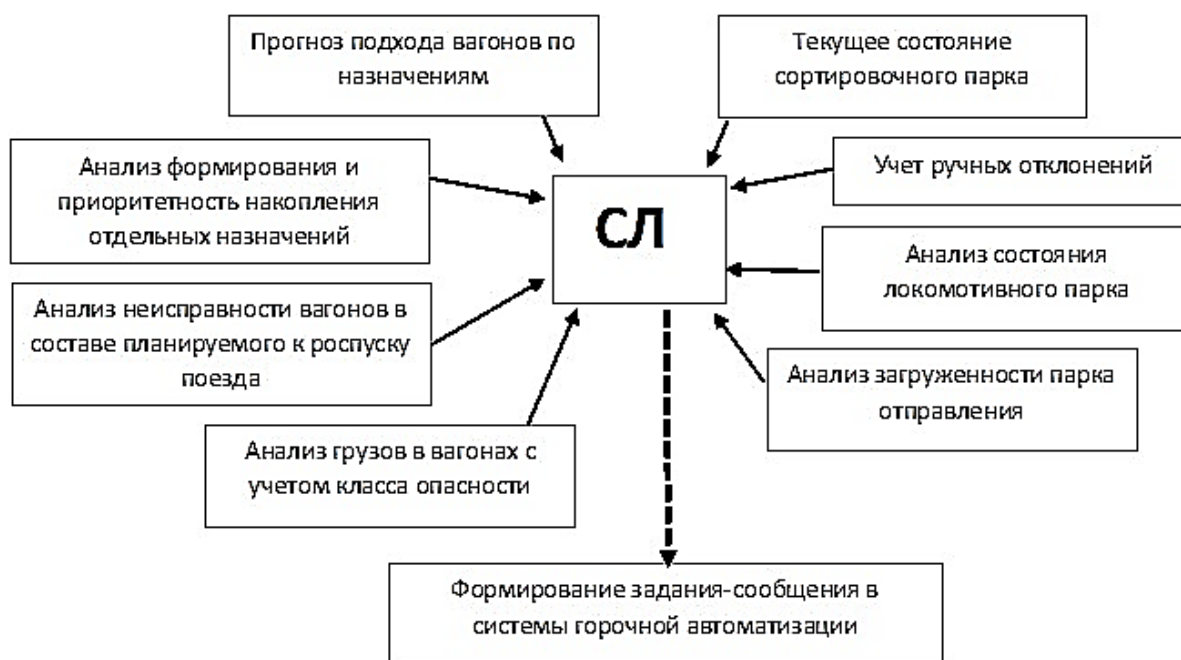 Прогноз подхода вагонов по
назначениям
Текущее состояние
сортировочного парка
Анализ формирования и
приоритетность накопления
отдельных назначений
Учет ручных отклонений
СЛ
Анализ состояния
локомотивного парка
Анализ неисправности вагонов в
составе планируемого к роспуску
поезда
Анализ загруженности парка
отправления
Анализ грузов в вагонах с
учетом класса опасности
Формирование задания-сообщения в
системы горочной автоматизации